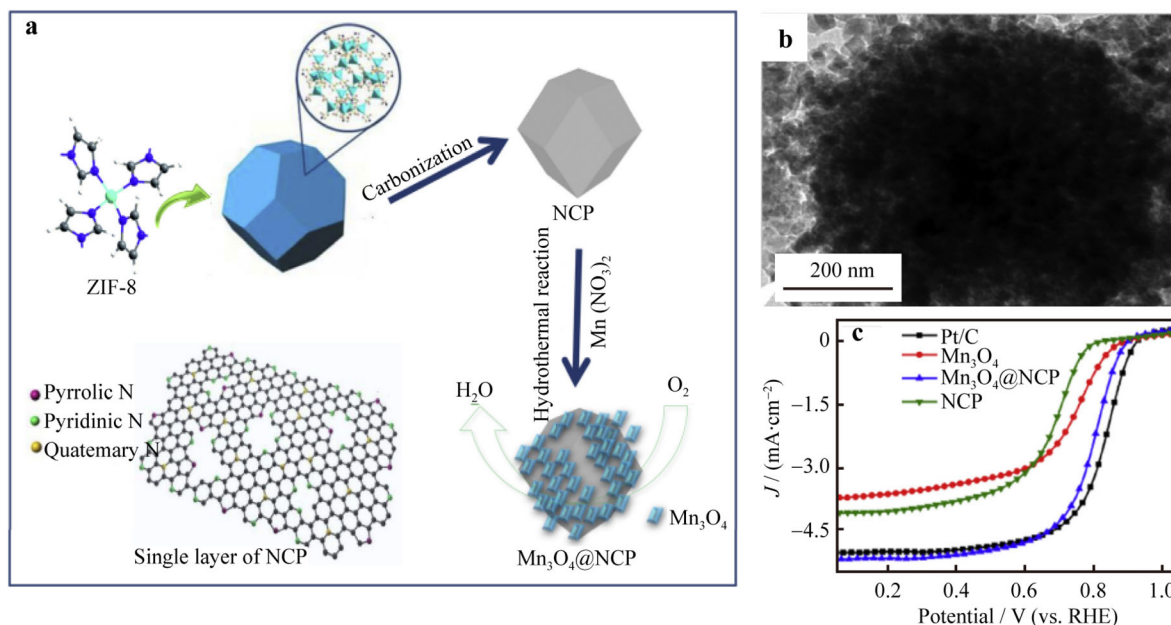 a
ZIF-8
Carbonization
NCP
Hydrothermal reaction
Mn (NO₃)₂
H₂O
O₂
Mn₃O₄
Mn₃O₄@NCP
Pyrrolic N
Pyridinic N
Quatemary N
Single layer of NCP
b
200 nm
c
Pt/C
Mn₃O₄
Mn₃O₄@NCP
NCP
J / (mA·cm⁻²)
0
−1.5
−3.0
−4.5
0.2 0.4 0.6 0.8 1.0
Potential / V (vs. RHE)